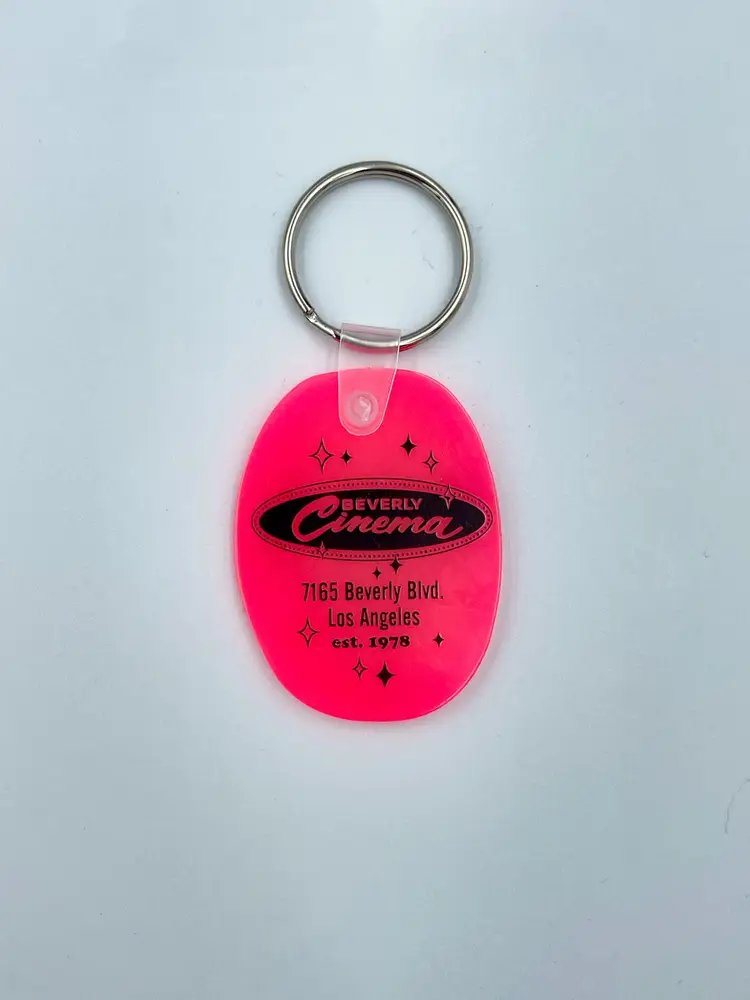 BEVERLY
Cinema
7165 Beverly Blvd.
Los Angeles
est. 1978